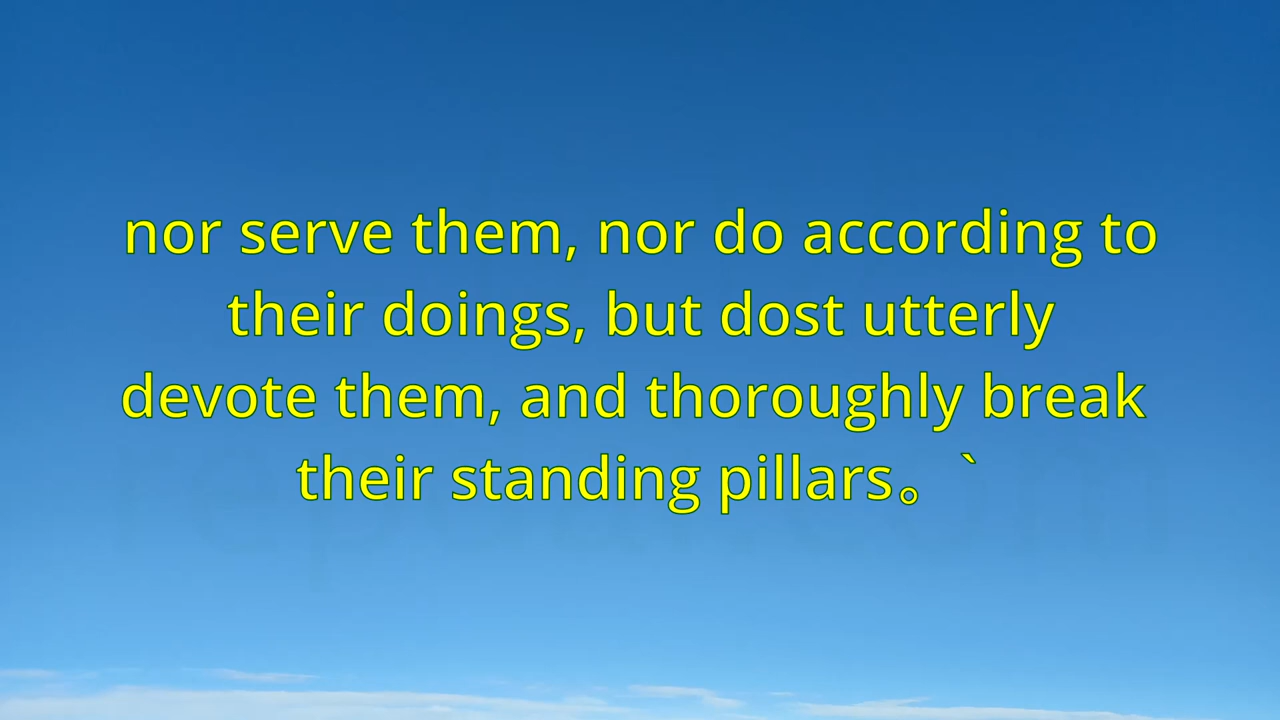 nor serve them, nor do according to
their doings, but dost utterly
devote them, and thoroughly break
their standing pillars。`